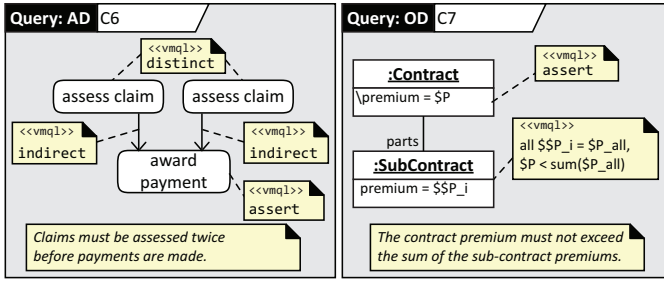 Query: AD C6
<<vmql>>
distinct
assess claim
assess claim
<<vmql>>
indirect
<<vmql>>
indirect
award
payment
<<vmql>>
assert
Claims must be assessed twice
before payments are made.
Query: OD C7
:Contract
\premium = $P
<<vmql>>
assert
parts
:SubContract
premium = $$P_i
<<vmql>>
all $$P_i = $P_all,
$P < sum($P_all)
The contract premium must not exceed
the sum of the sub-contract premiums.